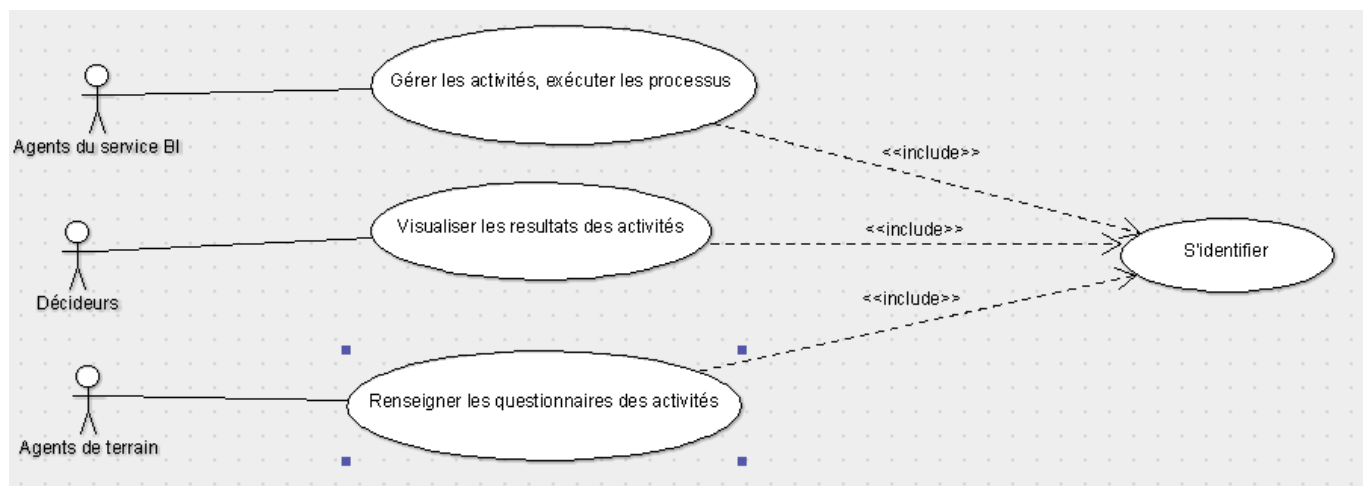 Gérer les activités, exécuter les processus
Agents du service BI
<<include>>
Visualiser les resultats des activités
<<include>>
S'identifier
Décideurs
<<include>>
Renseigner les questionnaires des activités
Agents de terrain